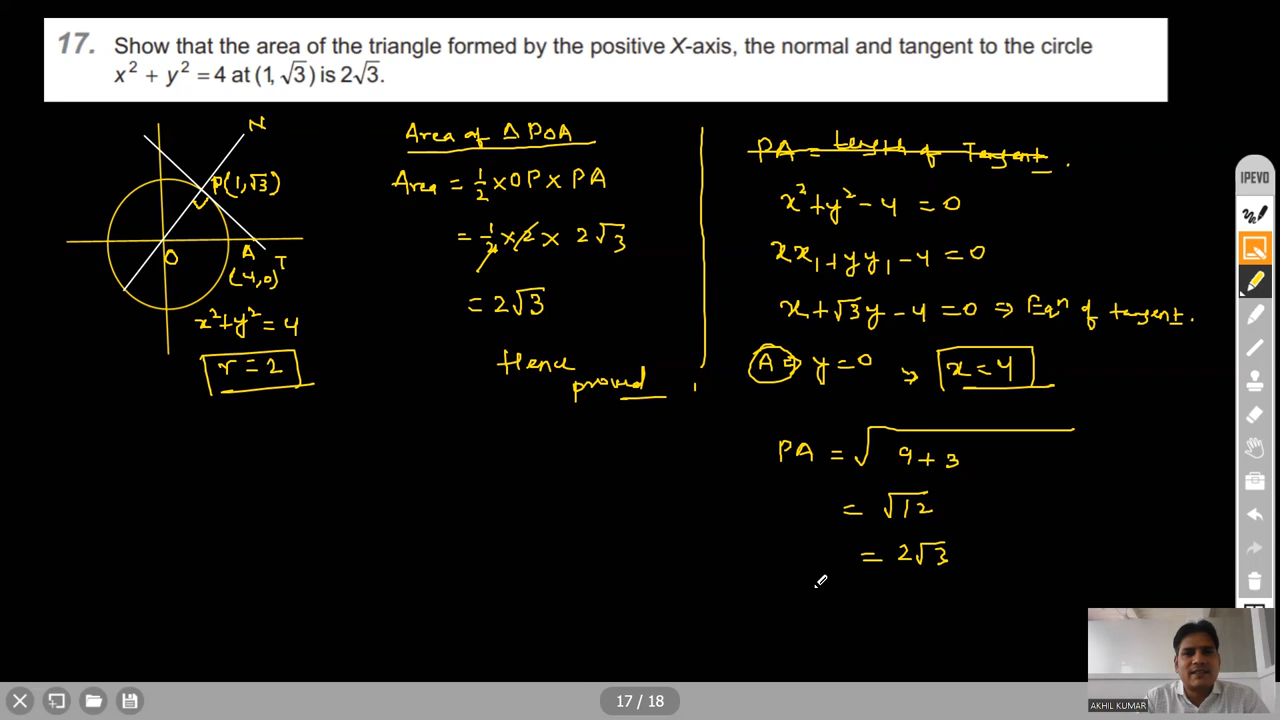 17. Show that the area of the triangle formed by the positive X-axis, the normal and tangent to the circle
x² + y² = 4 at (1, √3) is 2√3.
N
P(1,√3)
O
A
T
(4,0)
x²+y² = 4
r = 2
Area of Δ POA
Area = 1/2 × OP × PA
= 1/2 × 2 × 2√3
= 2√3
Hence
proved
PA = Length of Tangent.
x²+y²-4 = 0
xx₁+yy₁-4 = 0
x+√3y-4 = 0 ⇒ Eqⁿ of tangent.
A ⇒ y=0 ⇒ x=4
PA = √9+3
= √12
= 2√3
IPEVO
17 / 18
AKHIL KUMAR